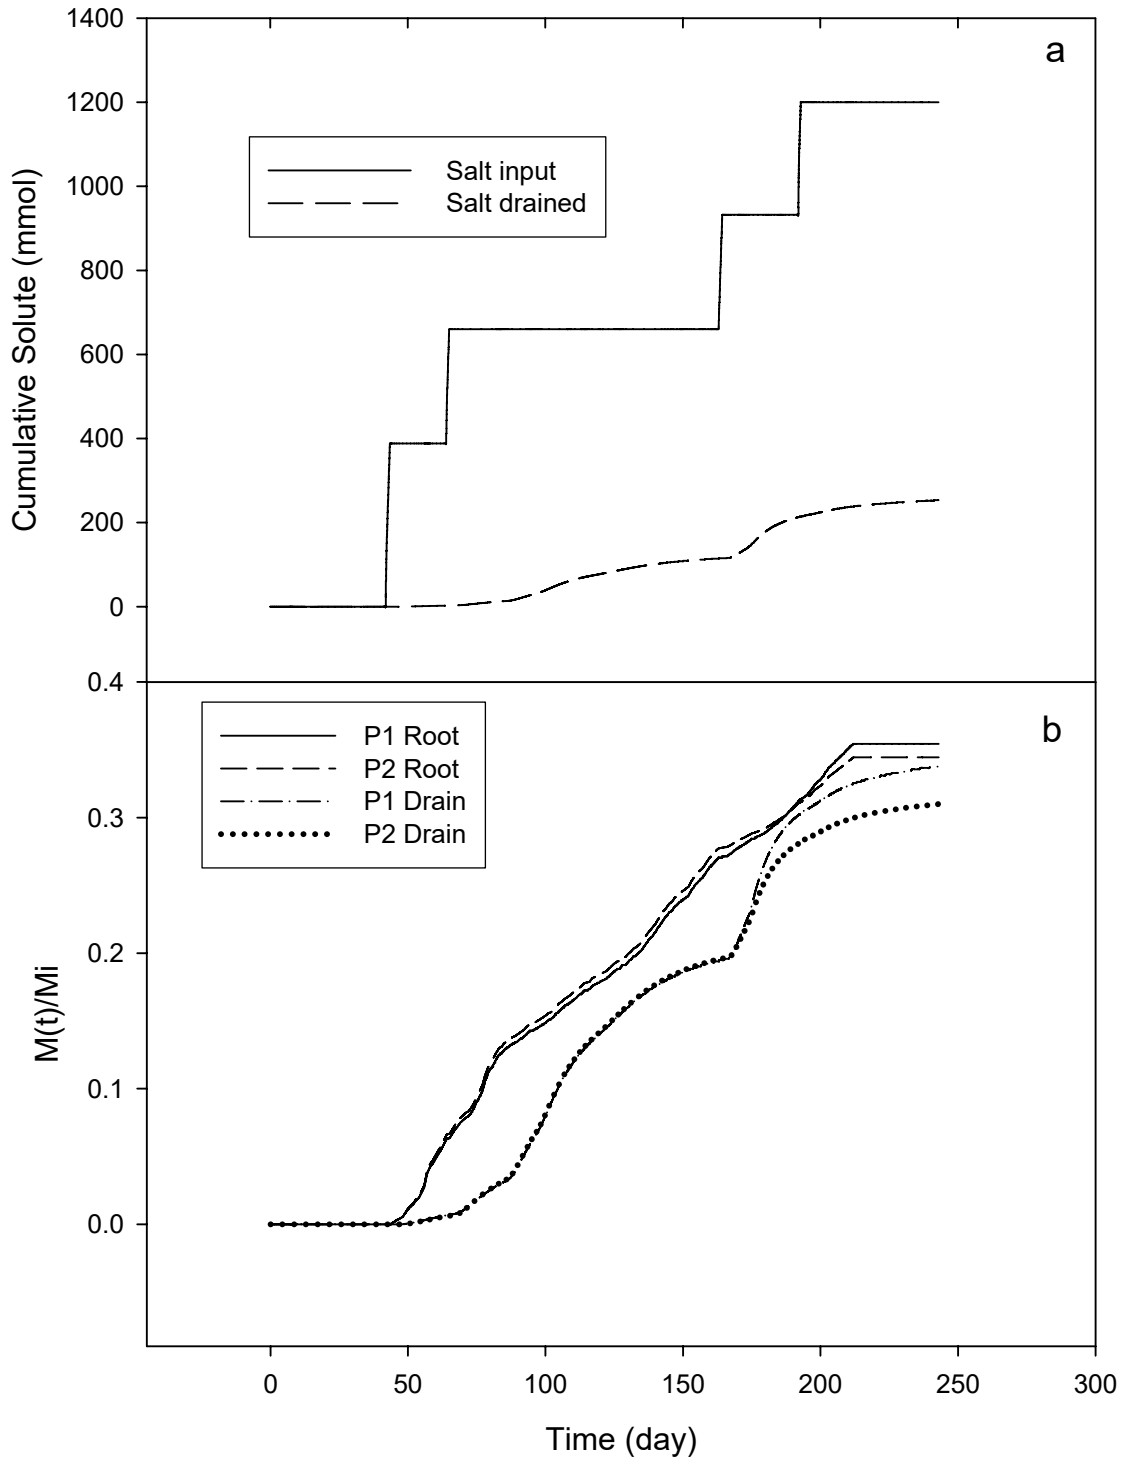 1400
1200
1000
800
600
400
200
0
Cumulative Solute (mmol)
a
Salt input
Salt drained
0.4
0.3
0.2
0.1
0.0
M(t)/Mi
b
P1 Root
P2 Root
P1 Drain
P2 Drain
0 50 100 150 200 250 300
Time (day)